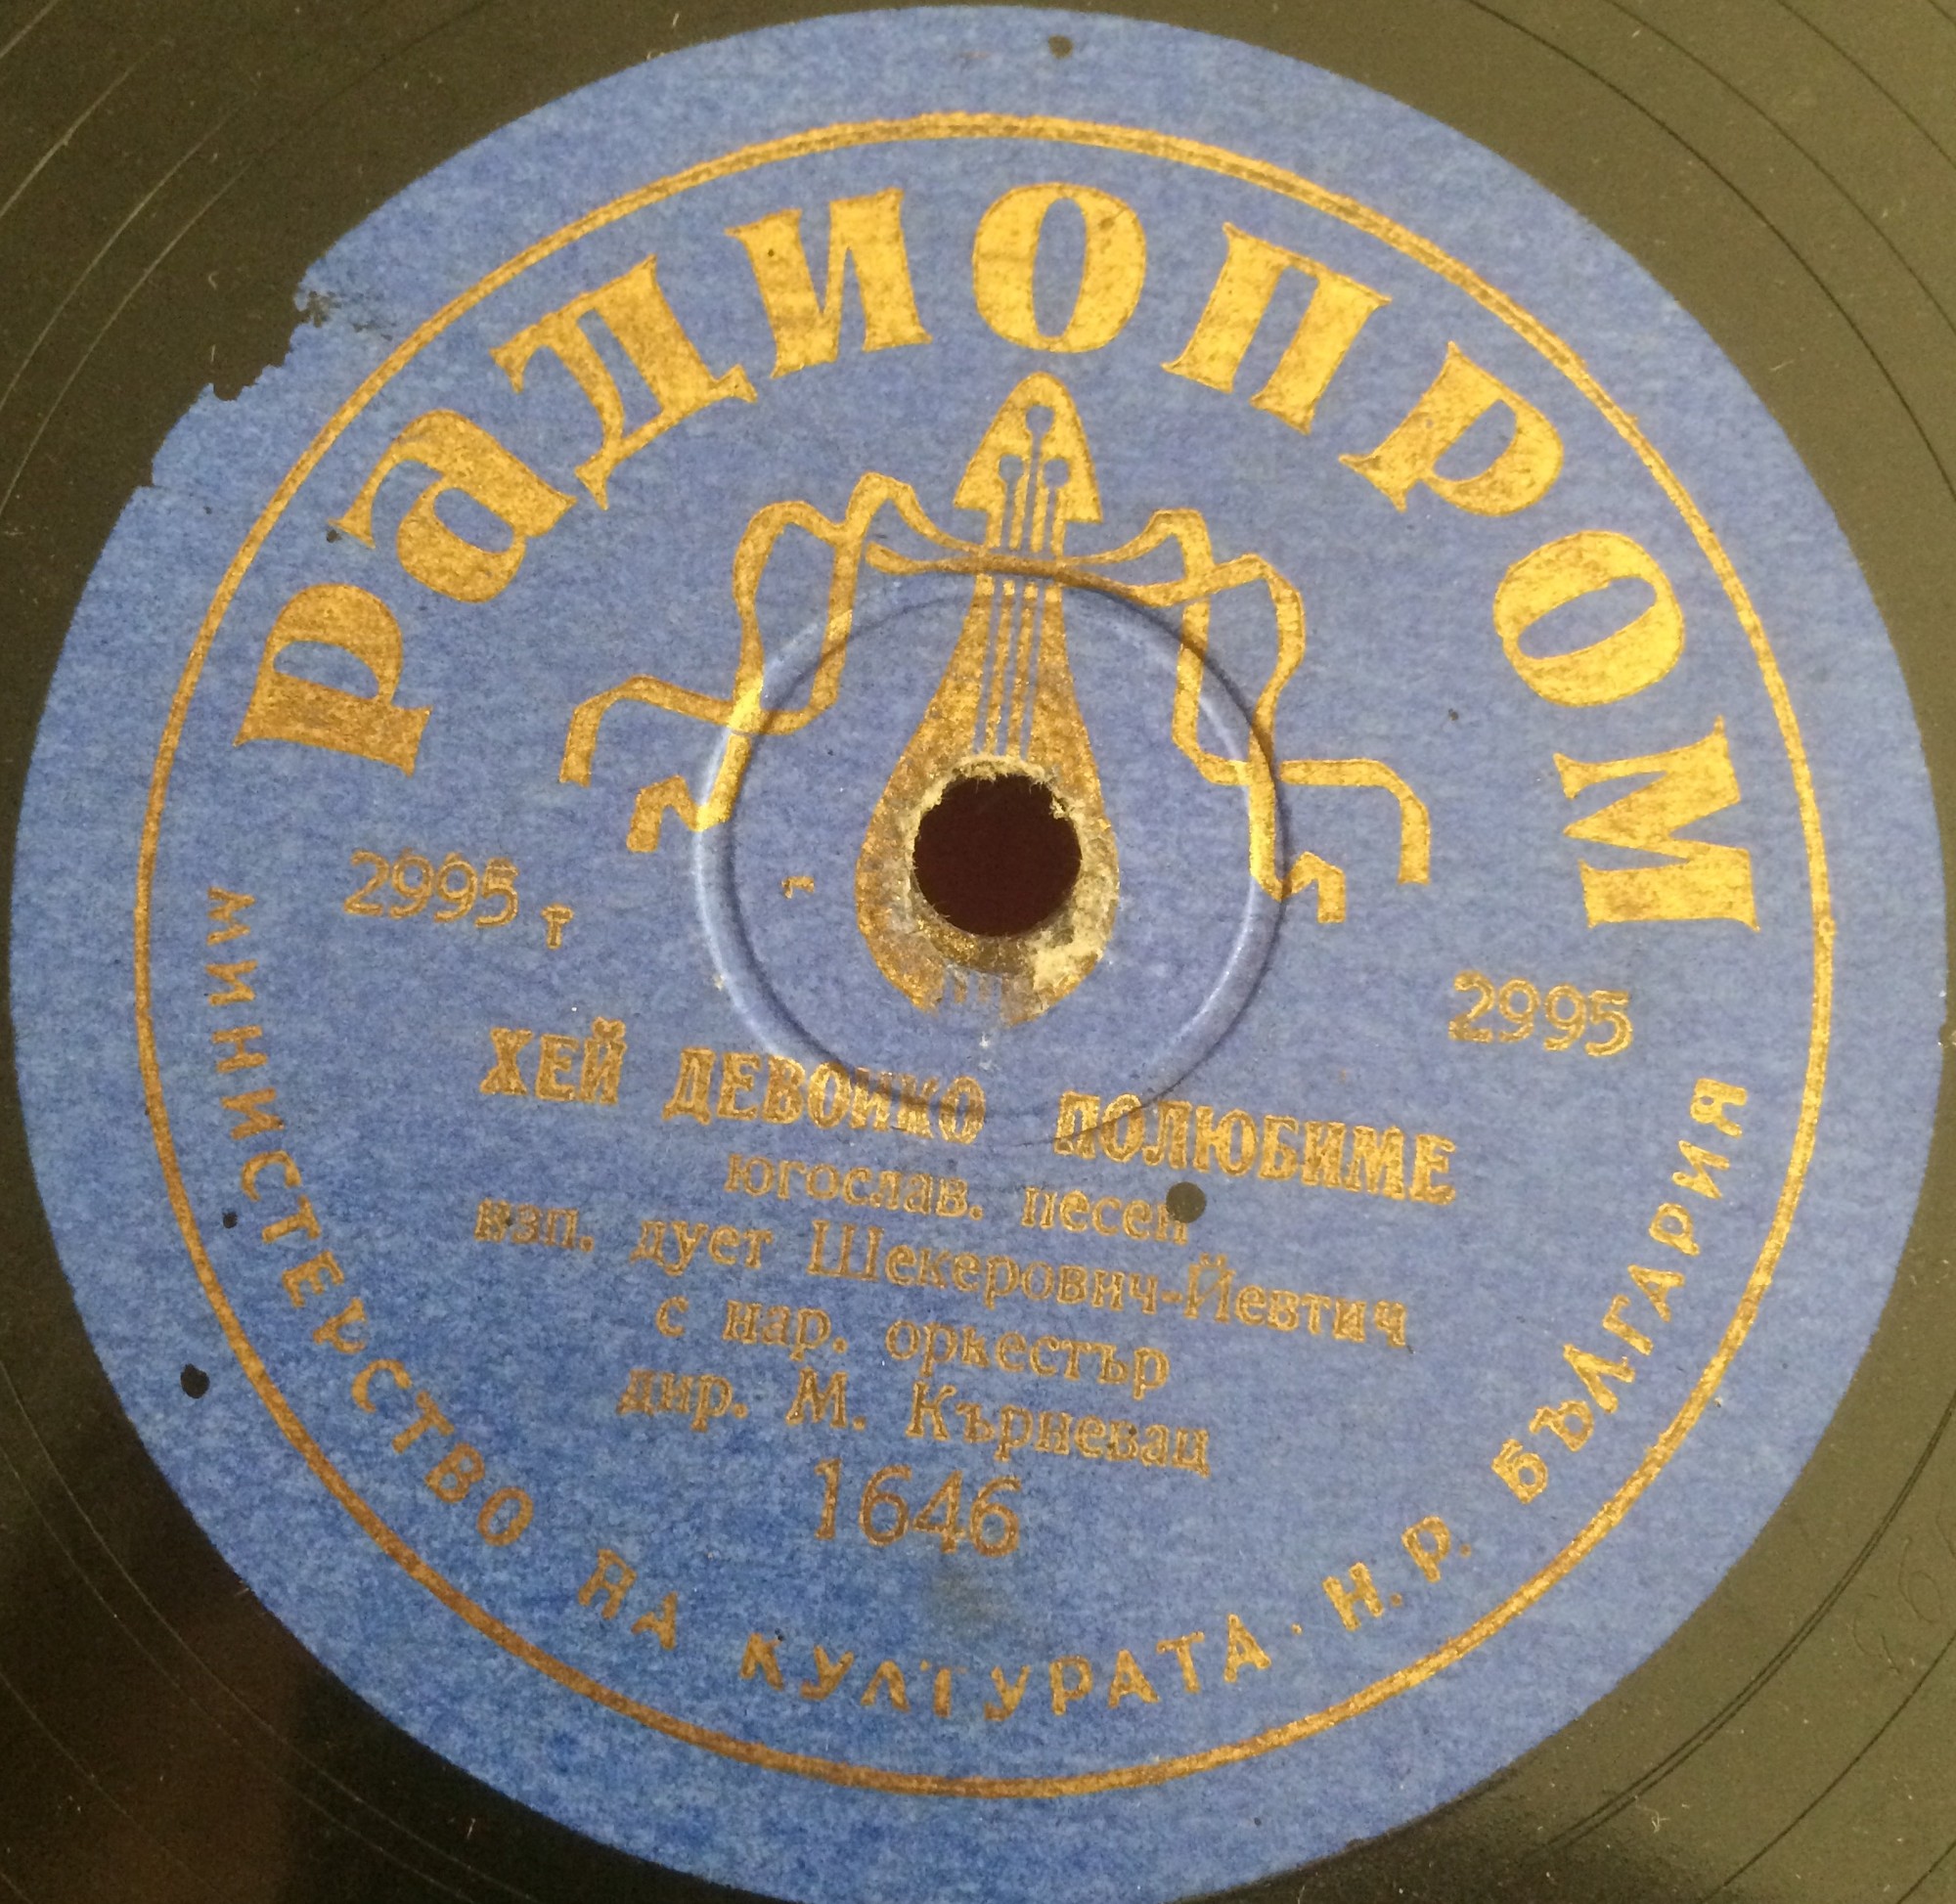 РАДИОПРОМ
2995 т
2995
ХЕЙ ДЕВОЙКО ПОЛЮБИМЕ
югослав. песен
изп. дует Шекерович-Йевтич
с нар. оркестър
дир. М. Кърневац
1646
МИНИСТЕРСТВО НА КУЛТУРАТА · Н. Р. БЪЛГАРИЯ